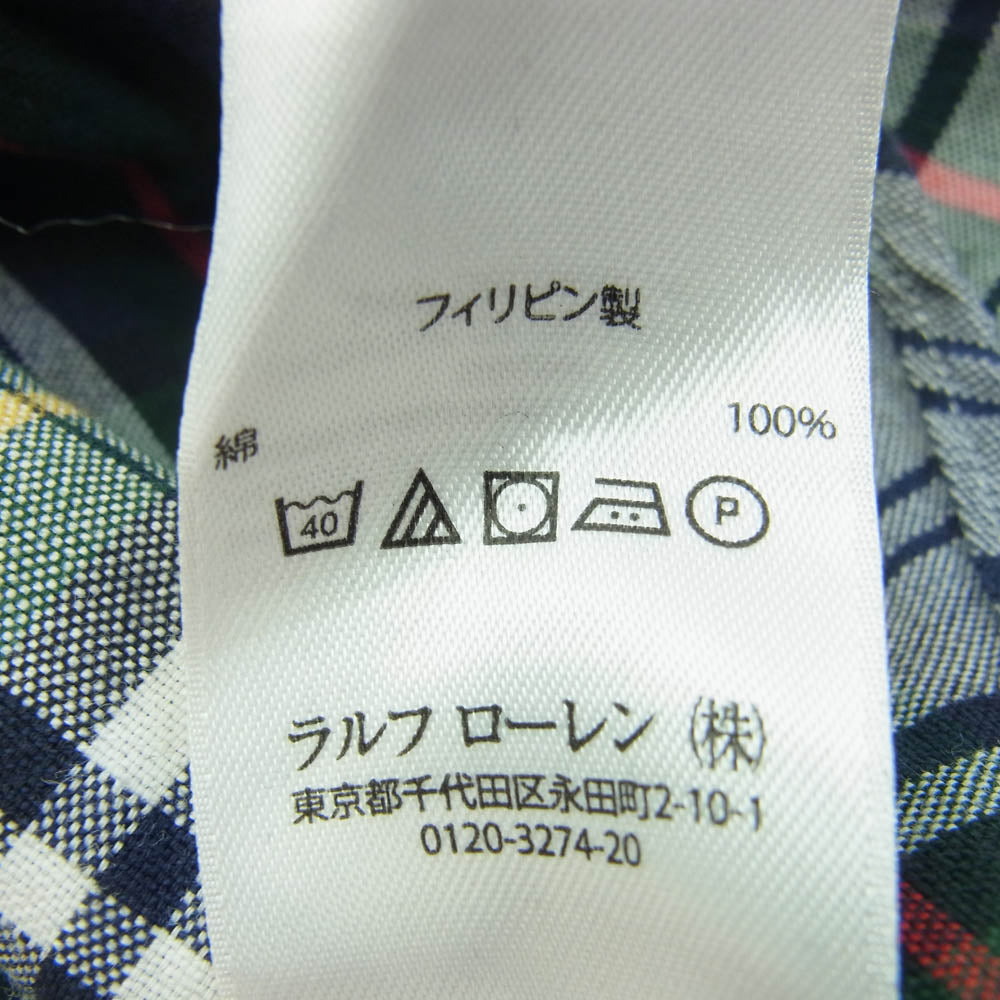 フィリピン製
綿 100%
40 P
ラルフ ローレン (株)
東京都千代田区永田町2-10-1
0120-3274-20